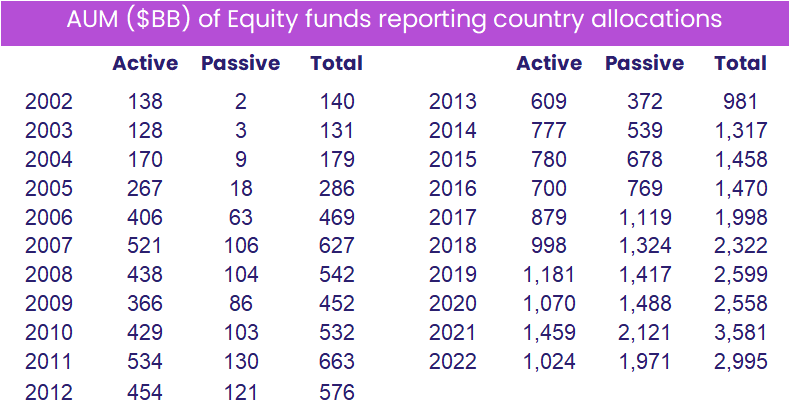 AUM ($BB) of Equity funds reporting country allocations
Active Passive Total Active Passive Total
2002 138 2 140 2013 609 372 981
2003 128 3 131 2014 777 539 1,317
2004 170 9 179 2015 780 678 1,458
2005 267 18 286 2016 700 769 1,470
2006 406 63 469 2017 879 1,119 1,998
2007 521 106 627 2018 998 1,324 2,322
2008 438 104 542 2019 1,181 1,417 2,599
2009 366 86 452 2020 1,070 1,488 2,558
2010 429 103 532 2021 1,459 2,121 3,581
2011 534 130 663 2022 1,024 1,971 2,995
2012 454 121 576